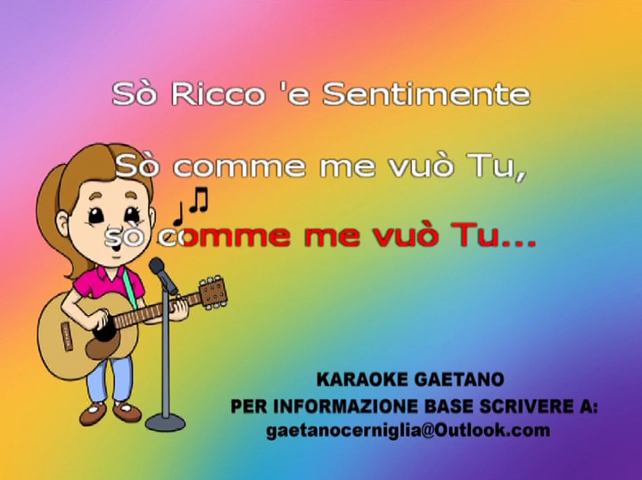 Sò Ricco 'e Sentimente
Sò comme me vuò Tu,
sò comme me vuò Tu...
KARAOKE GAETANO
PER INFORMAZIONE BASE SCRIVERE A:
gaetanocerniglia@Outlook.com